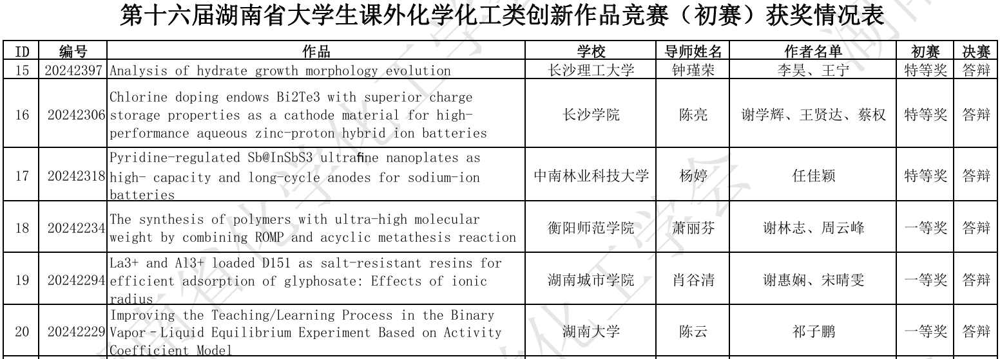 第十六届湖南省大学生课外化学化工类创新作品竞赛（初赛）获奖情况表
ID 编号 作品 学校 导师姓名 作者名单 初赛 决赛
15 20242397 Analysis of hydrate growth morphology evolution 长沙理工大学 钟瑾荣 李昊、王宁 特等奖 答辩
Chlorine doping endows Bi2Te3 with superior charge
16 20242306 storage properties as a cathode material for high- 长沙学院 陈亮 谢学辉、王贤达、蔡权 特等奖 答辩
performance aqueous zinc-proton hybrid ion batteries
Pyridine-regulated Sb@InSbS3 ultrafine nanoplates as
17 20242318 high- capacity and long-cycle anodes for sodium-ion 中南林业科技大学 杨婷 任佳颖 特等奖 答辩
batteries
The synthesis of polymers with ultra-high molecular
18 20242234 weight by combining ROMP and acyclic metathesis reaction 衡阳师范学院 萧丽芬 谢林志、周云峰 一等奖 答辩
La3+ and Al3+ loaded D151 as salt-resistant resins for
19 20242294 efficient adsorption of glyphosate: Effects of ionic 湖南城市学院 肖谷清 谢惠娴、宋晴雯 一等奖 答辩
radius
Improving the Teaching/Learning Process in the Binary
20 20242229 Vapor–Liquid Equilibrium Experiment Based on Activity 湖南大学 陈云 祁子鹏 一等奖 答辩
Coefficient Model